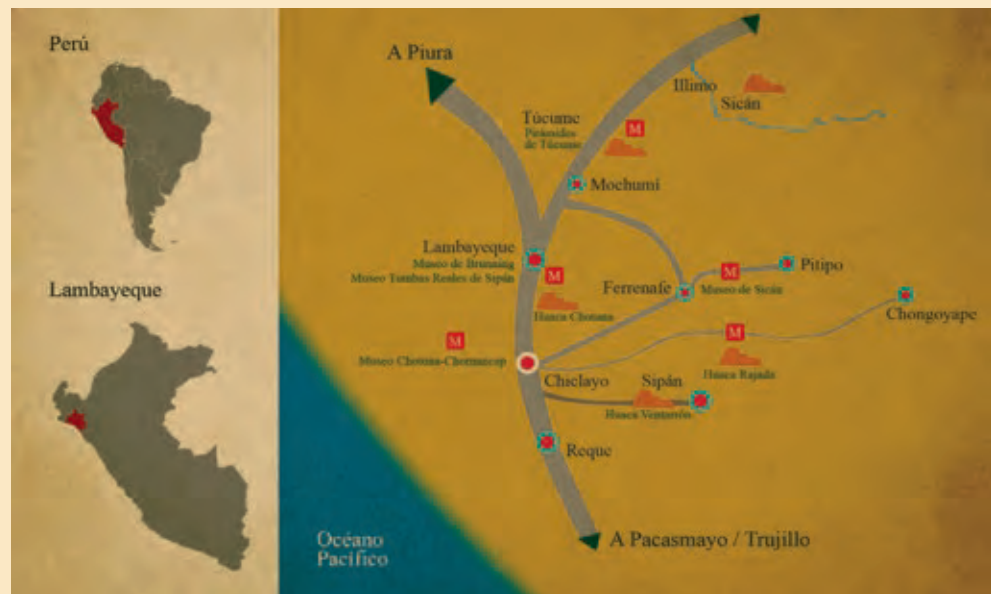 Perú
Lambayeque
A Piura
Illimo
Sicán
Túcume
Pirámides
de Túcume
M
Mochumí
Lambayeque
Museo de Brunning
Museo Tumbas Reales de Sipán
M
Huaca Chotuna
Ferreñafe
M
Museo de Sicán
Pitipo
Chongoyape
M
Museo Chotuna-Chornancap
M
Huaca Rajada
Chiclayo
Sipán
Huaca Ventarrón
Reque
Océano
Pacífico
A Pacasmayo / Trujillo